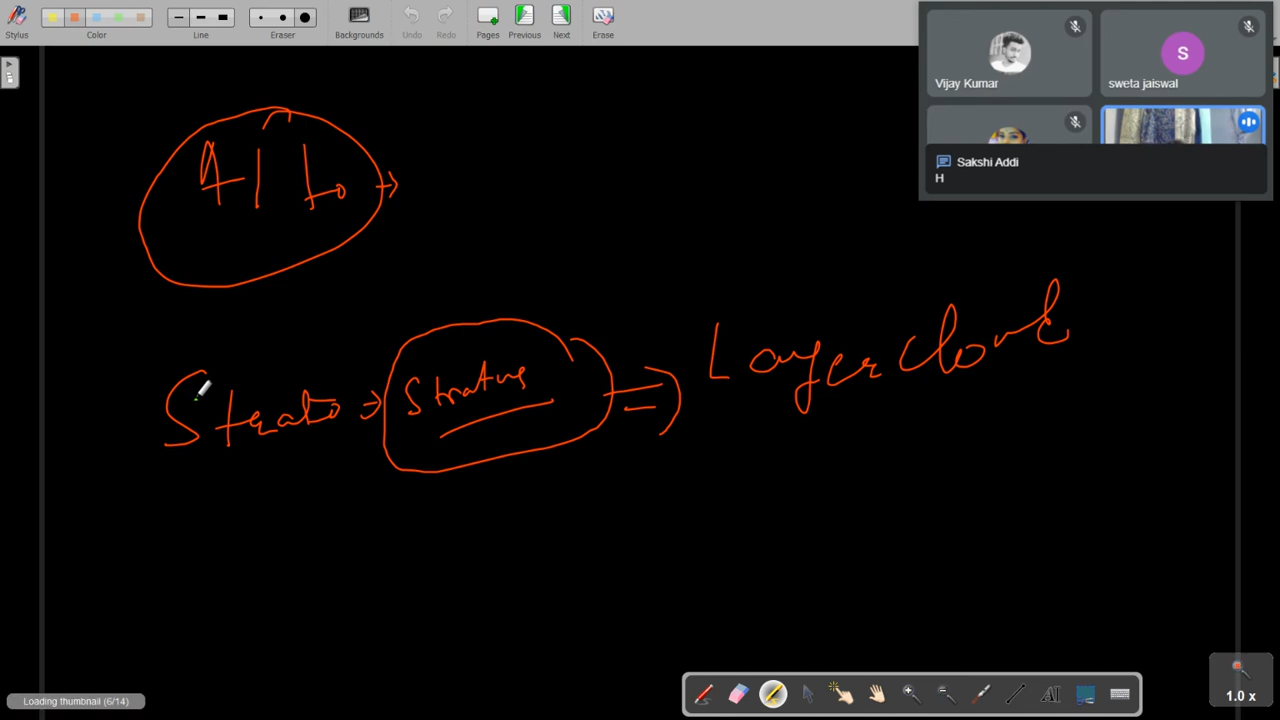 Stylus
Color
Line
Eraser
Backgrounds
Undo
Redo
Pages
Previous
Next
Erase
Vijay Kumar
S
sweta jaiswal
Sakshi Addi
H
Alto
Strato → Stratus ⇒ Layer cloud
Loading thumbnail (6/14)
AI
1.0 x